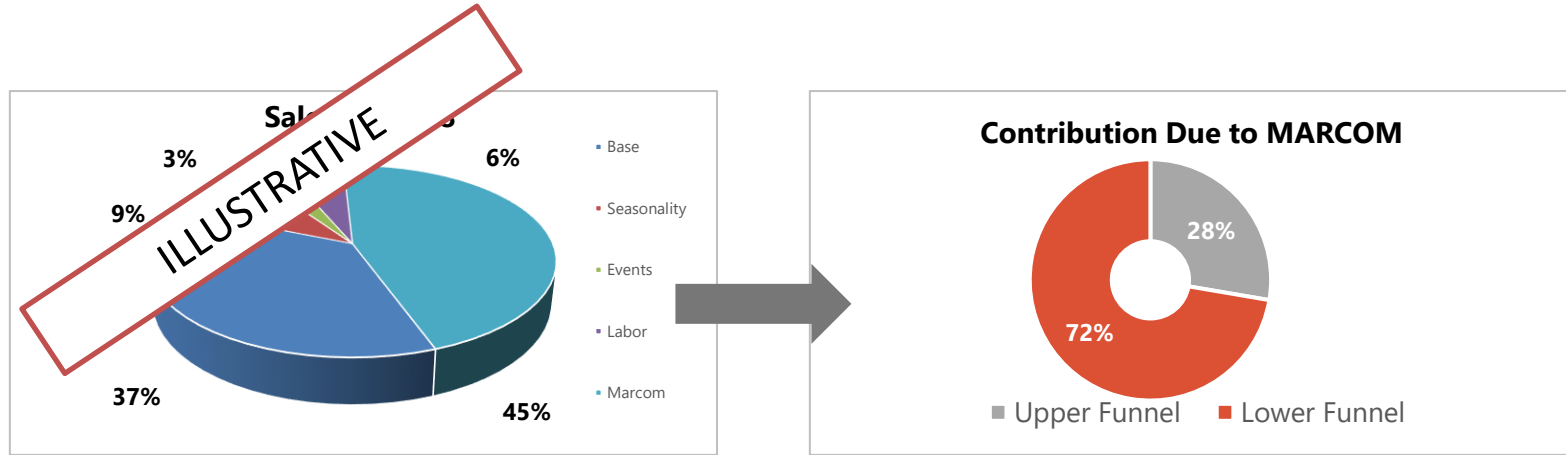 ILLUSTRATIVE
3%
6%
9%
37%
45%
Base
Seasonality
Events
Labor
Marcom
Contribution Due to MARCOM
28%
72%
Upper Funnel Lower Funnel